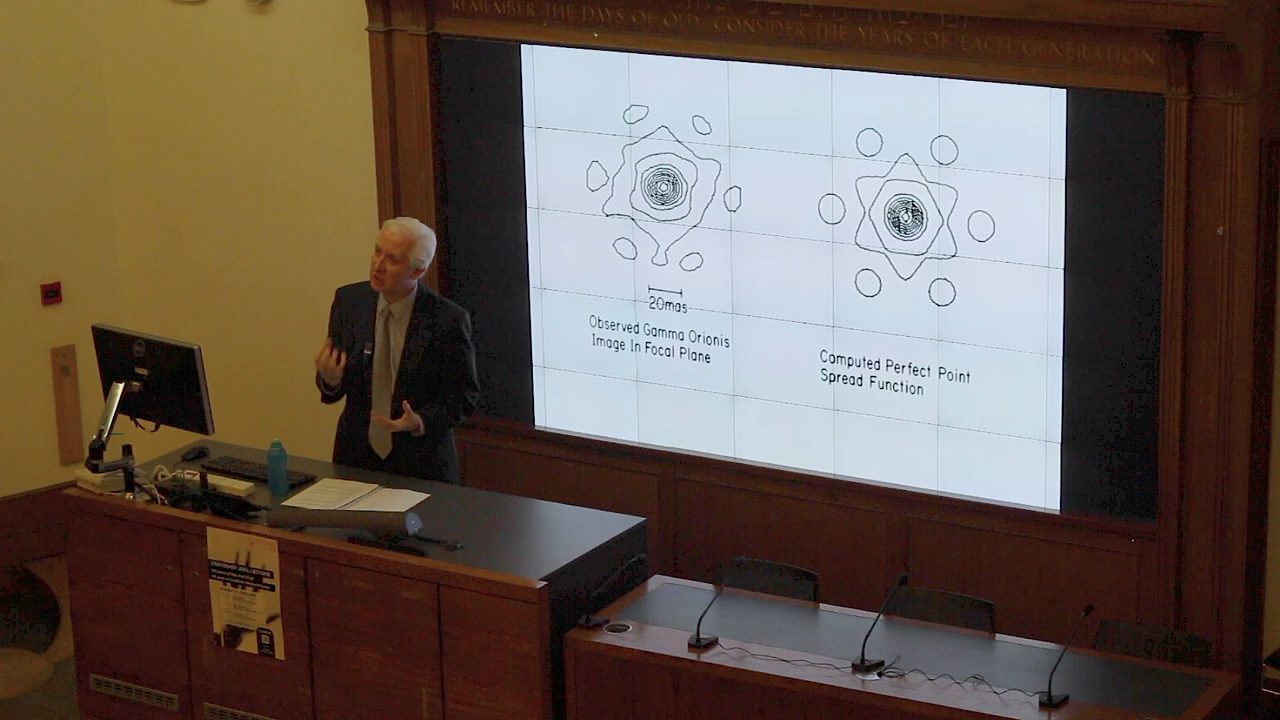 REMEMBER THE DAYS OF OLD CONSIDER THE YEARS OF EACH GENERATION
20mas
Observed Gamma Orionis
Image In Focal Plane
Computed Perfect Point
Spread Function